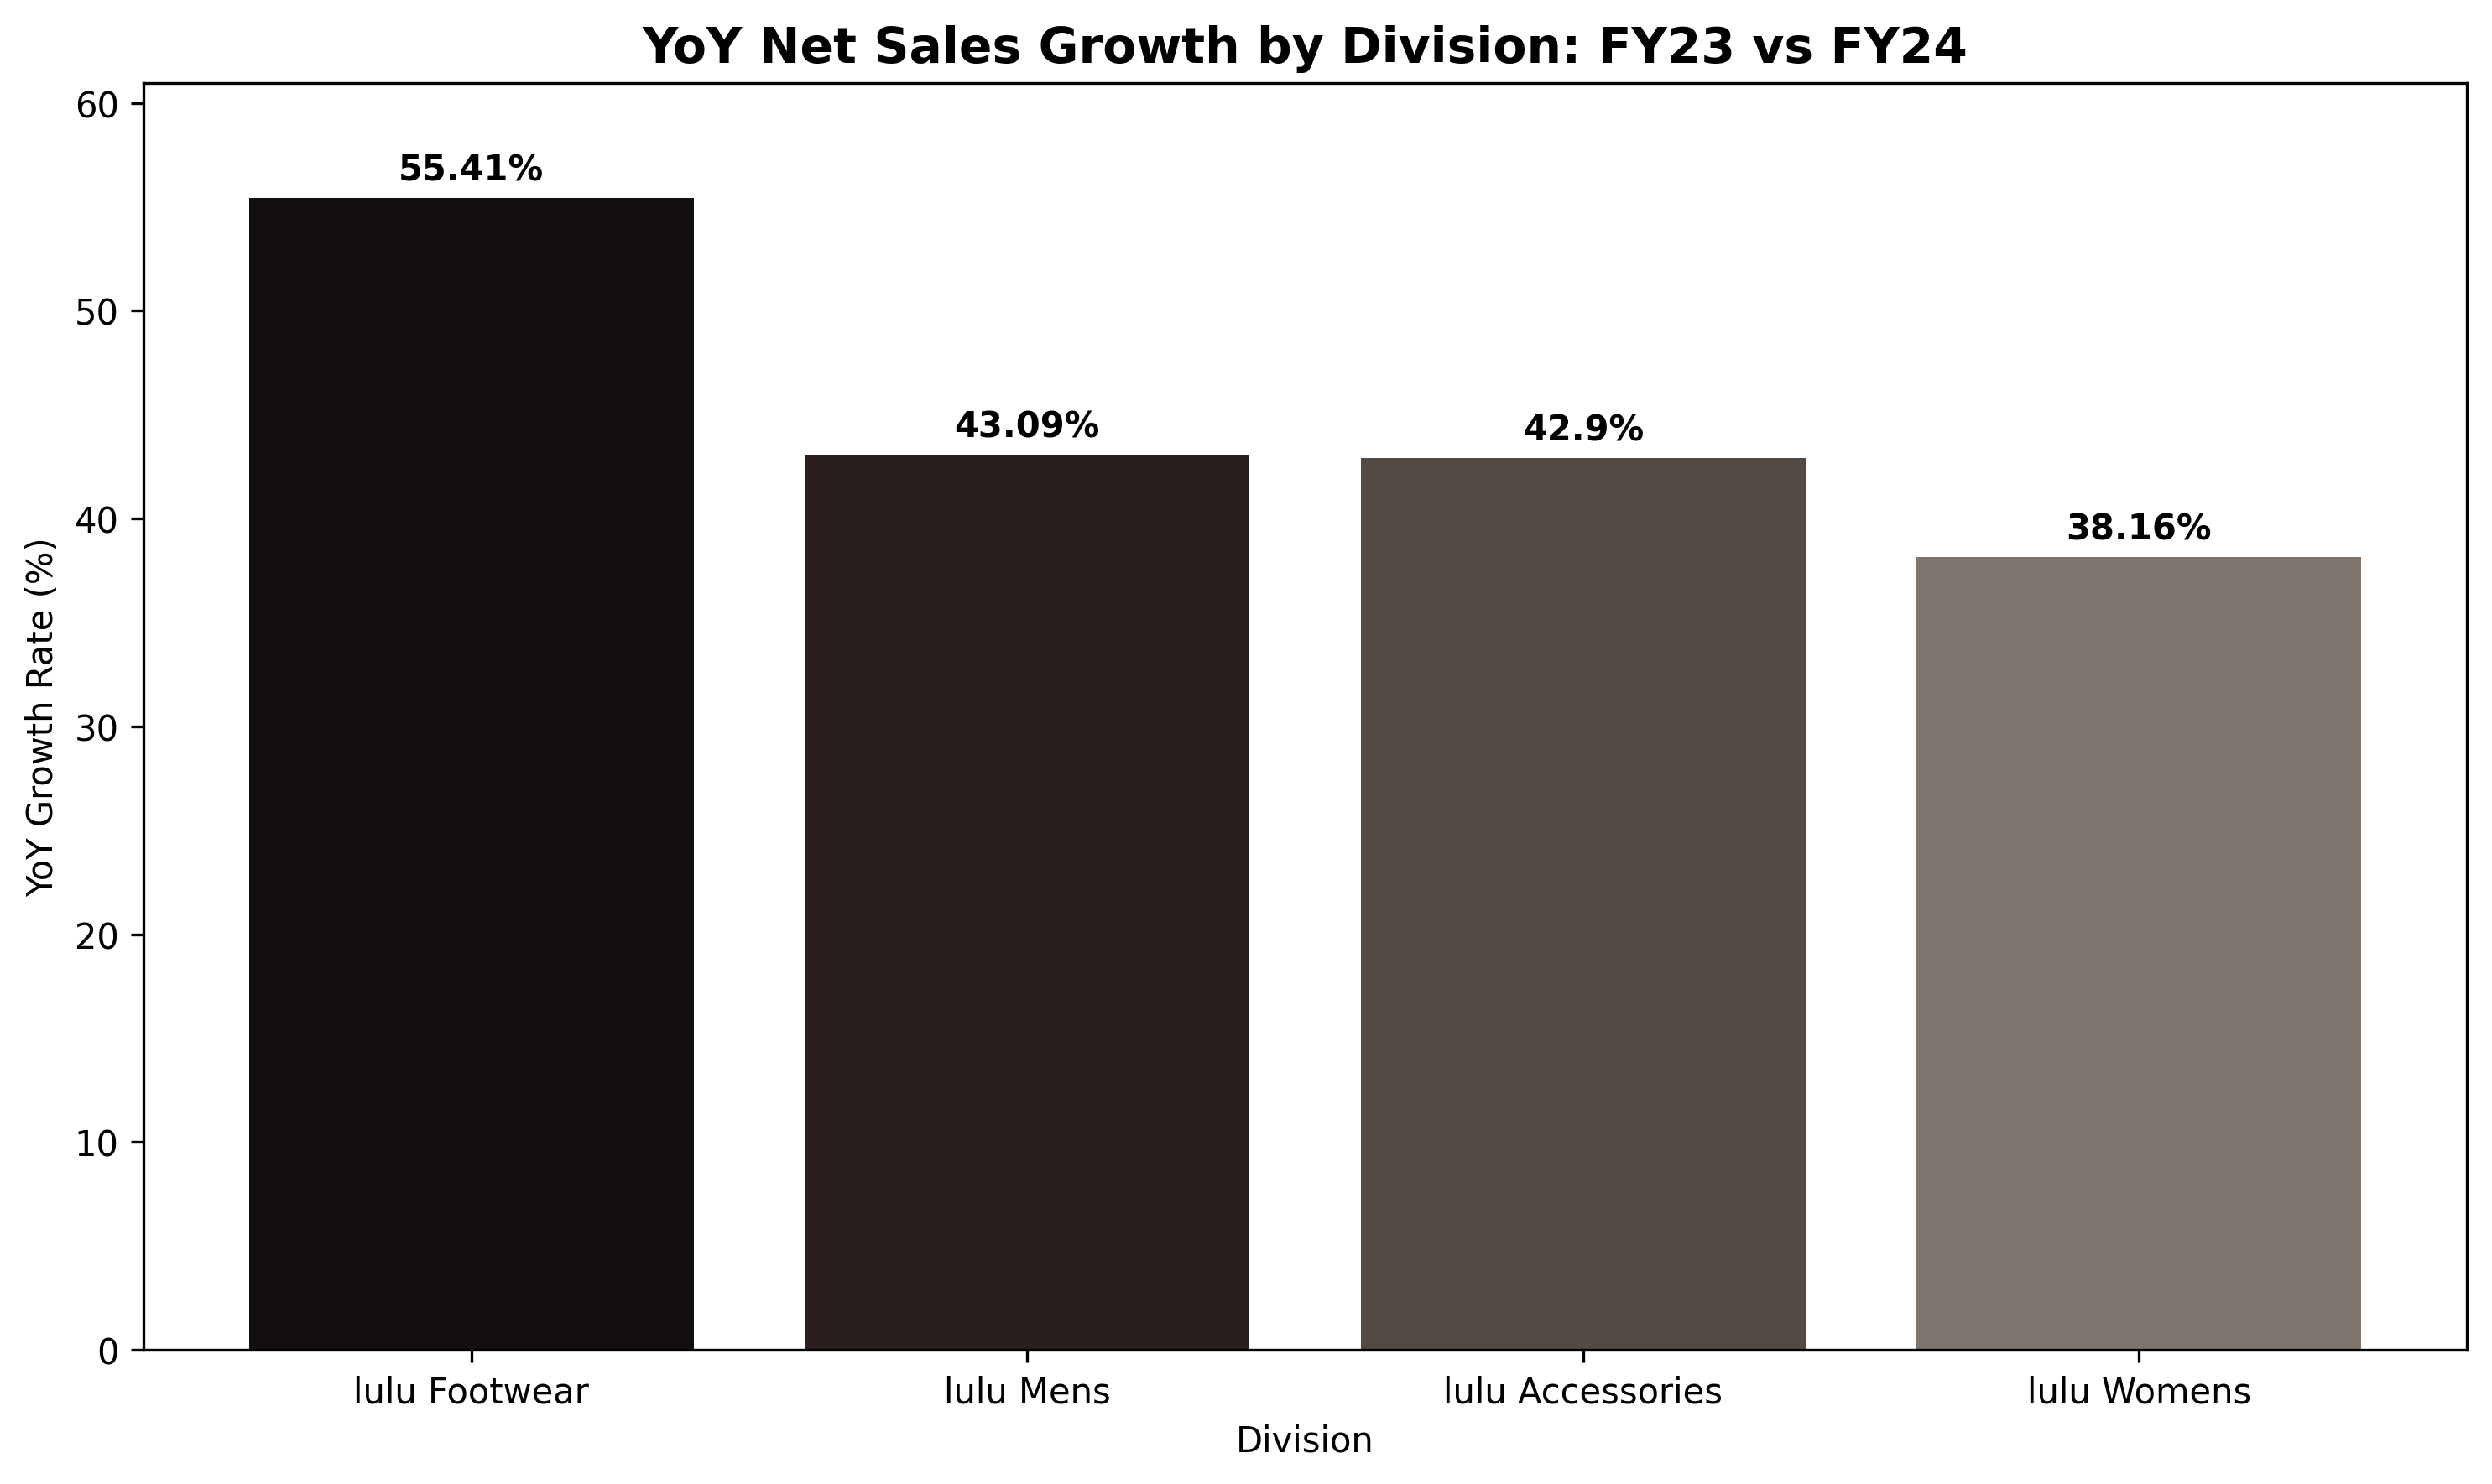 YoY Net Sales Growth by Division: FY23 vs FY24
60
50
40
30
20
10
0
YoY Growth Rate (%)
55.41%
43.09%
42.9%
38.16%
lulu Footwear
lulu Mens
lulu Accessories
lulu Womens
Division